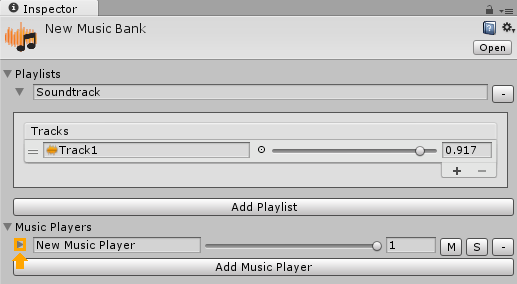 Inspector
New Music Bank
Open
Playlists
Soundtrack -
Tracks
Track1 0.917
+ -
Add Playlist
Music Players
New Music Player 1 M S -
Add Music Player